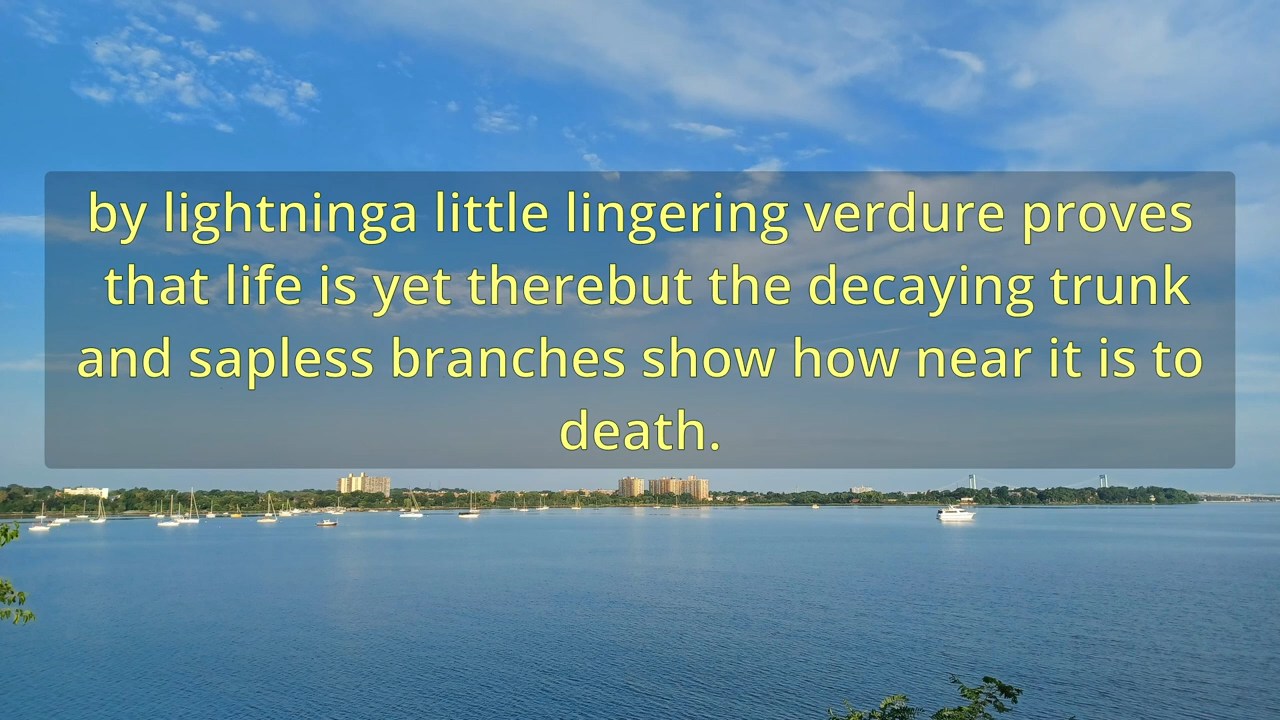 by lightninga little lingering verdure proves
that life is yet therebut the decaying trunk
and sapless branches show how near it is to
death.